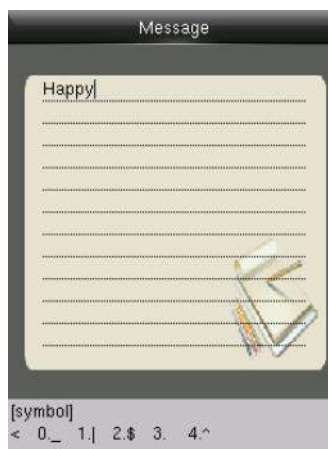 Message
Happy
[symbol]
< 0._ 1.| 2.$ 3. 4.^